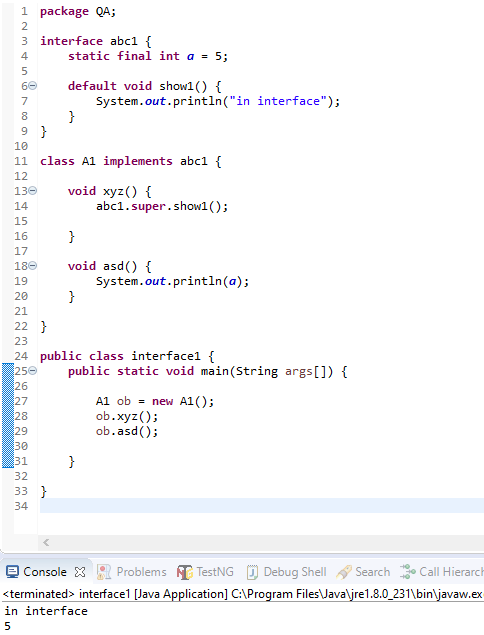 1 package QA;
2
3 interface abc1 {
4     static final int a = 5;
5
6     default void show1() {
7         System.out.println("in interface");
8     }
9 }
10
11 class A1 implements abc1 {
12
13     void xyz() {
14         abc1.super.show1();
15
16     }
17
18     void asd() {
19         System.out.println(a);
20     }
21
22 }
23
24 public class interface1 {
25     public static void main(String args[]) {
26
27         A1 ob = new A1();
28         ob.xyz();
29         ob.asd();
30
31     }
32
33 }
34
Console Problems TestNG Debug Shell Search Call Hierarch
<terminated> interface1 [Java Application] C:\Program Files\Java\jre1.8.0_231\bin\javaw.ex
in interface
5